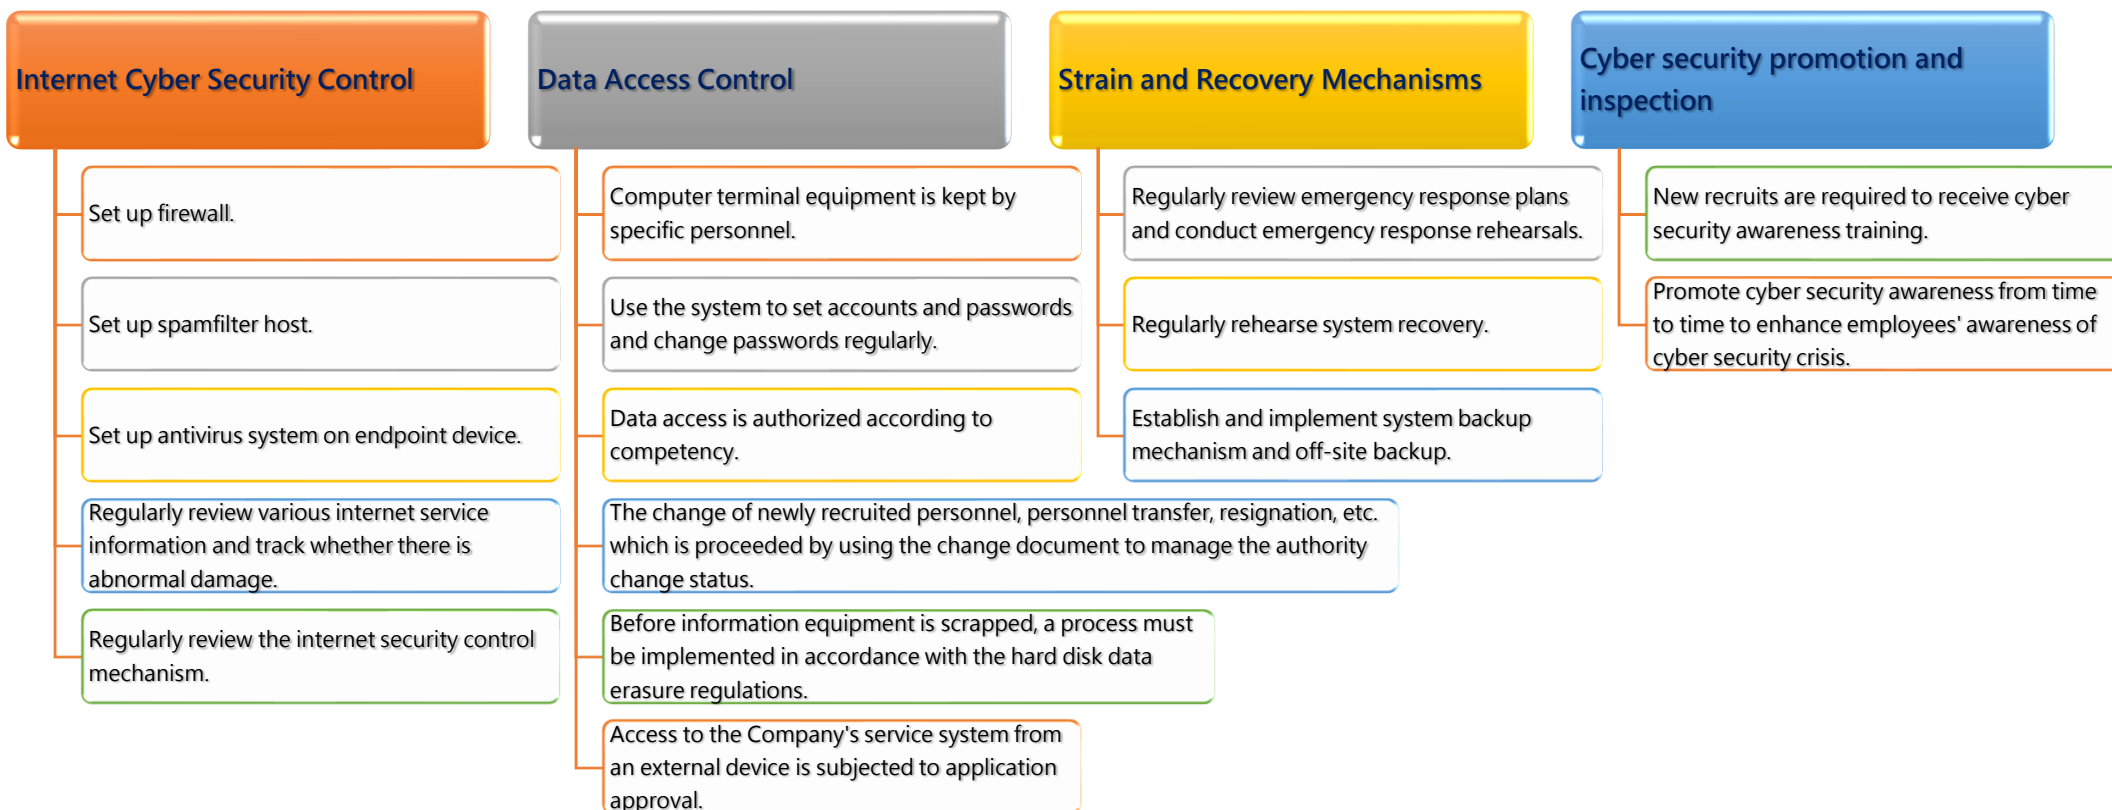 Internet Cyber Security Control
Set up firewall.
Set up spamfilter host.
Set up antivirus system on endpoint device.
Regularly review various internet service
information and track whether there is
abnormal damage.
Regularly review the internet security control
mechanism.
Data Access Control
Computer terminal equipment is kept by
specific personnel.
Use the system to set accounts and passwords
and change passwords regularly.
Data access is authorized according to
competency.
The change of newly recruited personnel, personnel transfer, resignation, etc.
which is proceeded by using the change document to manage the authority
change status.
Before information equipment is scrapped, a process must
be implemented in accordance with the hard disk data
erasure regulations.
Access to the Company's service system from
an external device is subjected to application
approval.
Strain and Recovery Mechanisms
Regularly review emergency response plans
and conduct emergency response rehearsals.
Regularly rehearse system recovery.
Establish and implement system backup
mechanism and off-site backup.
Cyber security promotion and
inspection
New recruits are required to receive cyber
security awareness training.
Promote cyber security awareness from time
to time to enhance employees' awareness of
cyber security crisis.